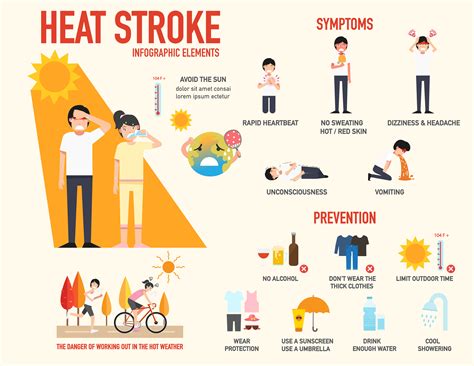 HEAT STROKE
INFOGRAPHIC ELEMENTS
104 F
AVOID THE SUN
dolor sit amet consai
lorem ipsum ectetur
THE DANGER OF WORKING OUT IN THE HOT WEATHER
SYMPTOMS
RAPID HEARTBEAT
NO SWEATING
HOT / RED SKIN
DIZZINESS & HEADACHE
UNCONSCIOUSNESS
VOMITING
PREVENTION
NO ALCOHOL
DON'T WEAR THE
THICK CLOTHES
104 F
LIMIT OUTDOOR TIME
WEAR
PROTECTION
USE A SUNSCREEN
USE A UMBRELLA
DRINK
ENOUGH WATER
COOL
SHOWERING